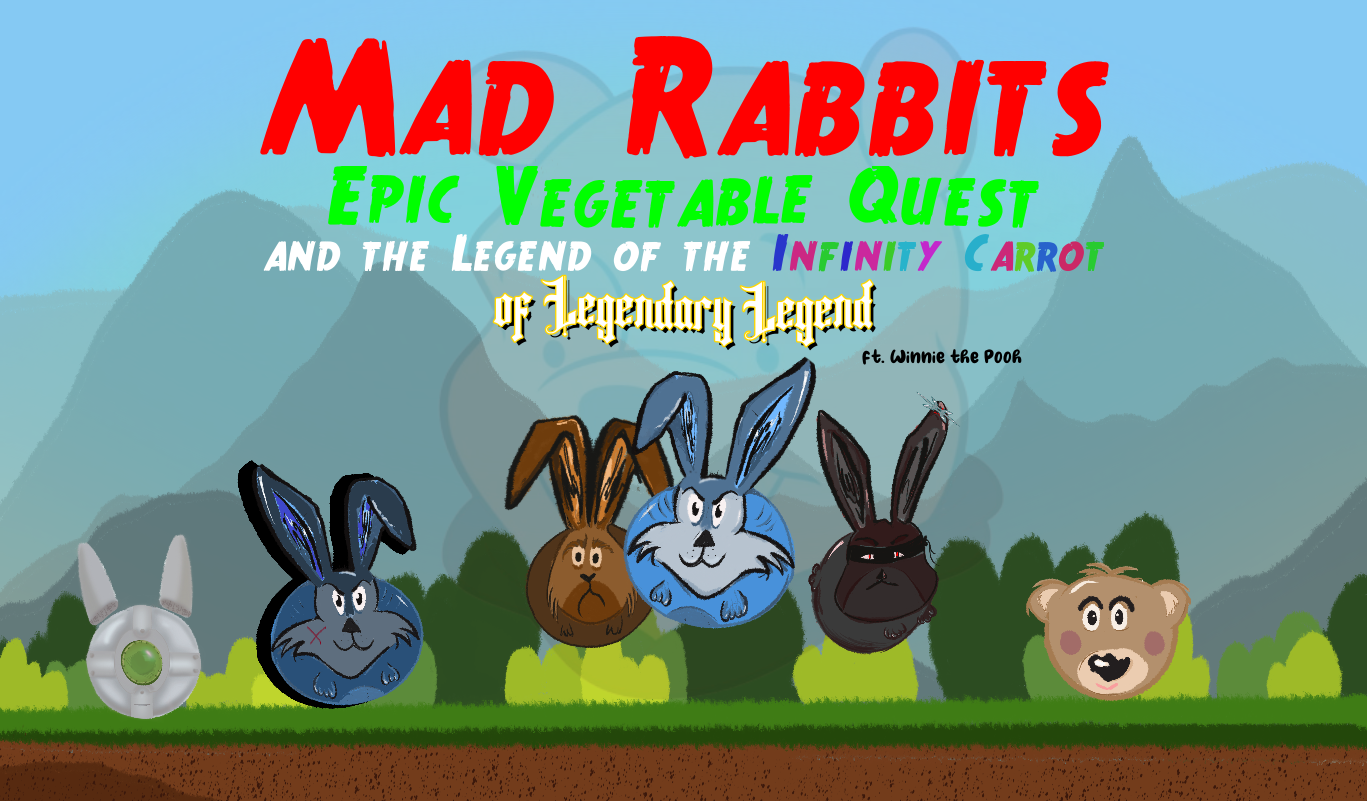 Mad Rabbits
Epic Vegetable Quest
and the Legend of the Infinity Carrot
of Legendary Legend
ft. Winnie the Pooh